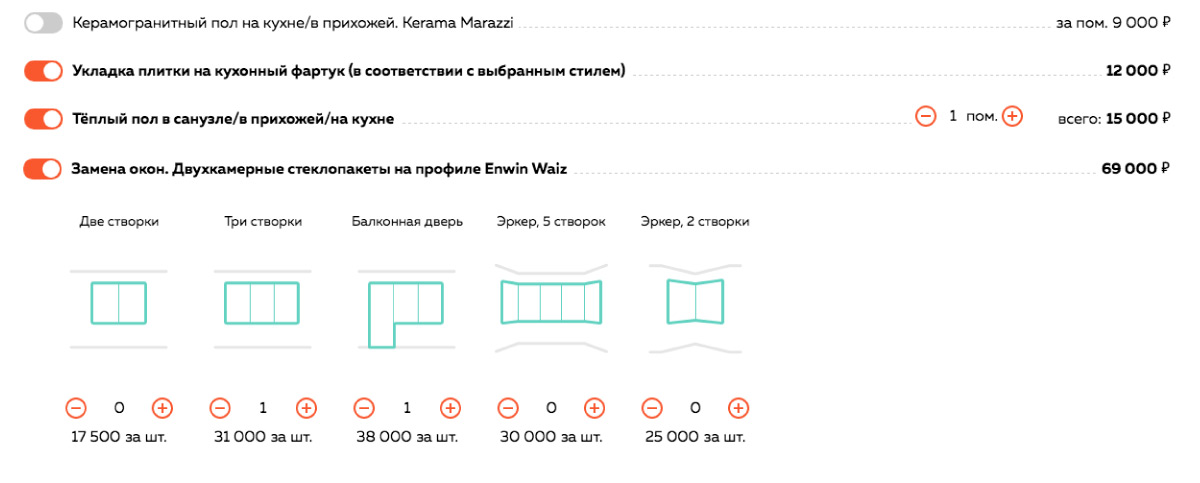 Керамогранитный пол на кухне/в прихожей. Kerama Marazzi за пом. 9 000 ₽
Укладка плитки на кухонный фартук (в соответствии с выбранным стилем) 12 000 ₽
Тёплый пол в санузле/в прихожей/на кухне 1 пом. всего: 15 000 ₽
Замена окон. Двухкамерные стеклопакеты на профиле Enwin Waiz 69 000 ₽
Две створки Три створки Балконная дверь Эркер, 5 створок Эркер, 2 створки
0 1 1 0 0
17 500 за шт. 31 000 за шт. 38 000 за шт. 30 000 за шт. 25 000 за шт.